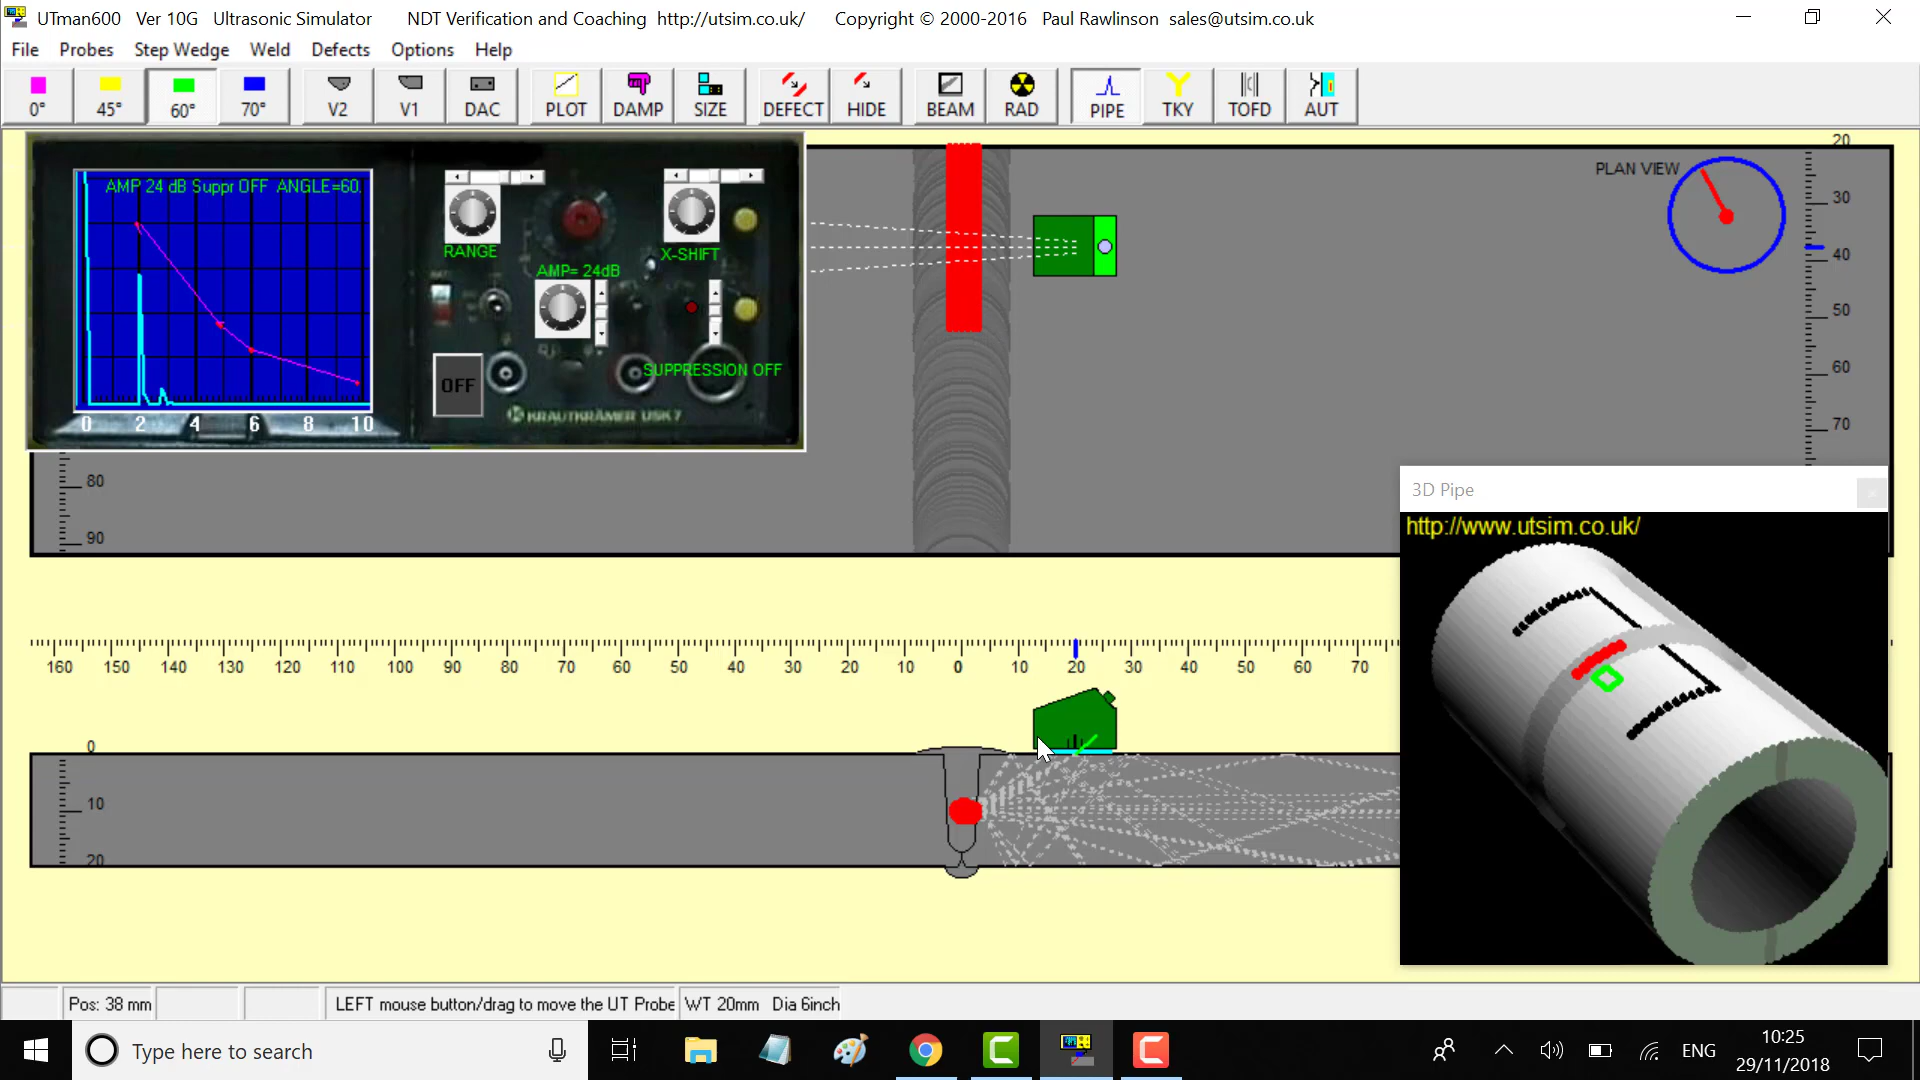 UTman600   Ver 10G   Ultrasonic Simulator      NDT Verification and Coaching  http://utsim.co.uk/      Copyright © 2000-2016   Paul Rawlinson  sales@utsim.co.uk
File Probes Step Wedge Weld Defects Options Help
0° 45° 60° 70° V2 V1 DAC PLOT DAMP SIZE DEFECT HIDE BEAM RAD PIPE TKY TOFD AUT
AMP 24 dB Suppr OFF ANGLE=60.
RANGE
X-SHIFT
AMP= 24dB
SUPPRESSION OFF
OFF
KRAUTKRÄMER USK7
0 2 4 6 8 10
PLAN VIEW
20
30
40
50
60
70
80
90
3D Pipe
http://www.utsim.co.uk/
160 150 140 130 120 110 100 90 80 70 60 50 40 30 20 10 0 10 20 30 40 50 60 70
0
10
20
Pos: 38 mm LEFT mouse button/drag to move the UT Probe WT 20mm Dia 6inch
Type here to search
ENG
10:25
29/11/2018